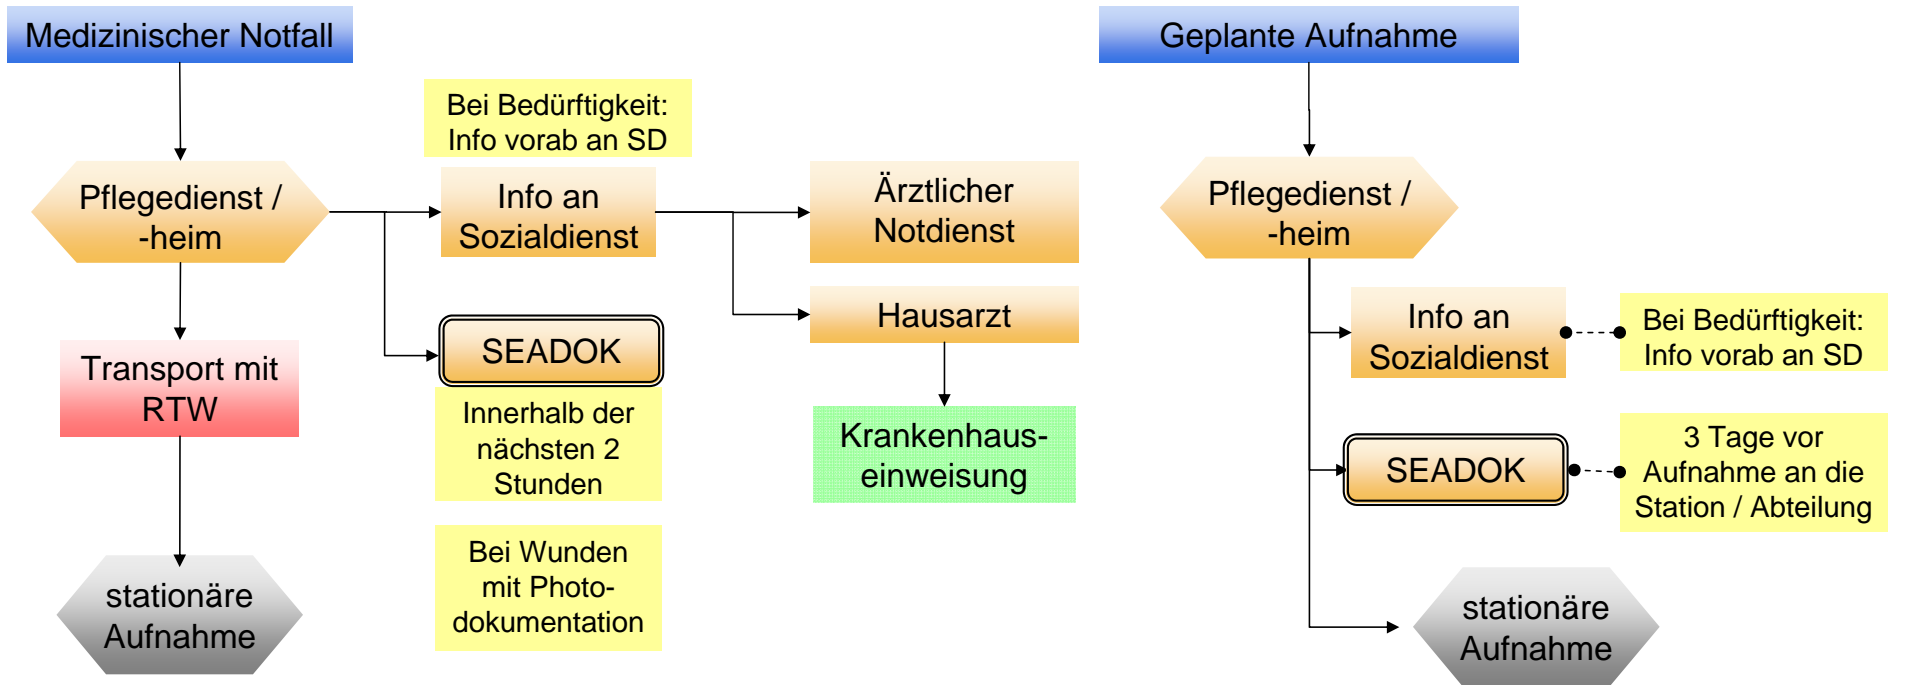 Medizinischer Notfall
Bei Bedürftigkeit:
Info vorab an SD
Pflegedienst /
-heim
Info an
Sozialdienst
Ärztlicher
Notdienst
Hausarzt
SEADOK
Transport mit
RTW
Innerhalb der
nächsten 2
Stunden
Krankenhaus-
einweisung
Bei Wunden
mit Photo-
dokumentation
stationäre
Aufnahme
Geplante Aufnahme
Pflegedienst /
-heim
Info an
Sozialdienst
Bei Bedürftigkeit:
Info vorab an SD
SEADOK
3 Tage vor
Aufnahme an die
Station / Abteilung
stationäre
Aufnahme